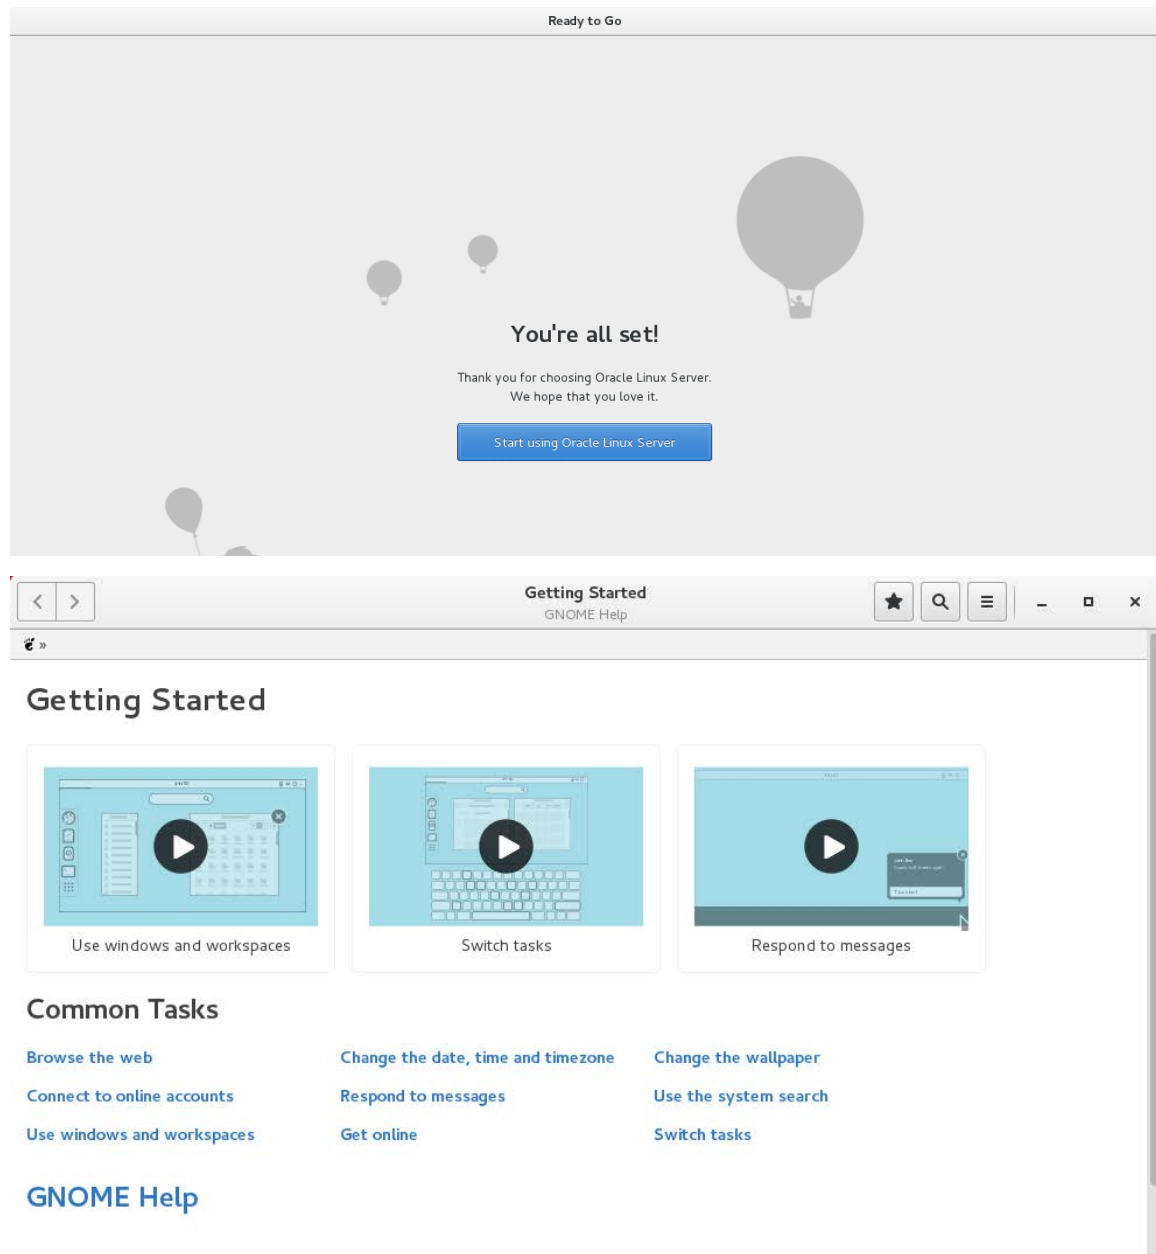 Ready to Go
You're all set!
Thank you for choosing Oracle Linux Server.
We hope that you love it.
Start using Oracle Linux Server
Getting Started
GNOME Help
»
Getting Started
Use windows and workspaces
Switch tasks
Respond to messages
Common Tasks
Browse the web
Change the date, time and timezone
Change the wallpaper
Connect to online accounts
Respond to messages
Use the system search
Use windows and workspaces
Get online
Switch tasks
GNOME Help